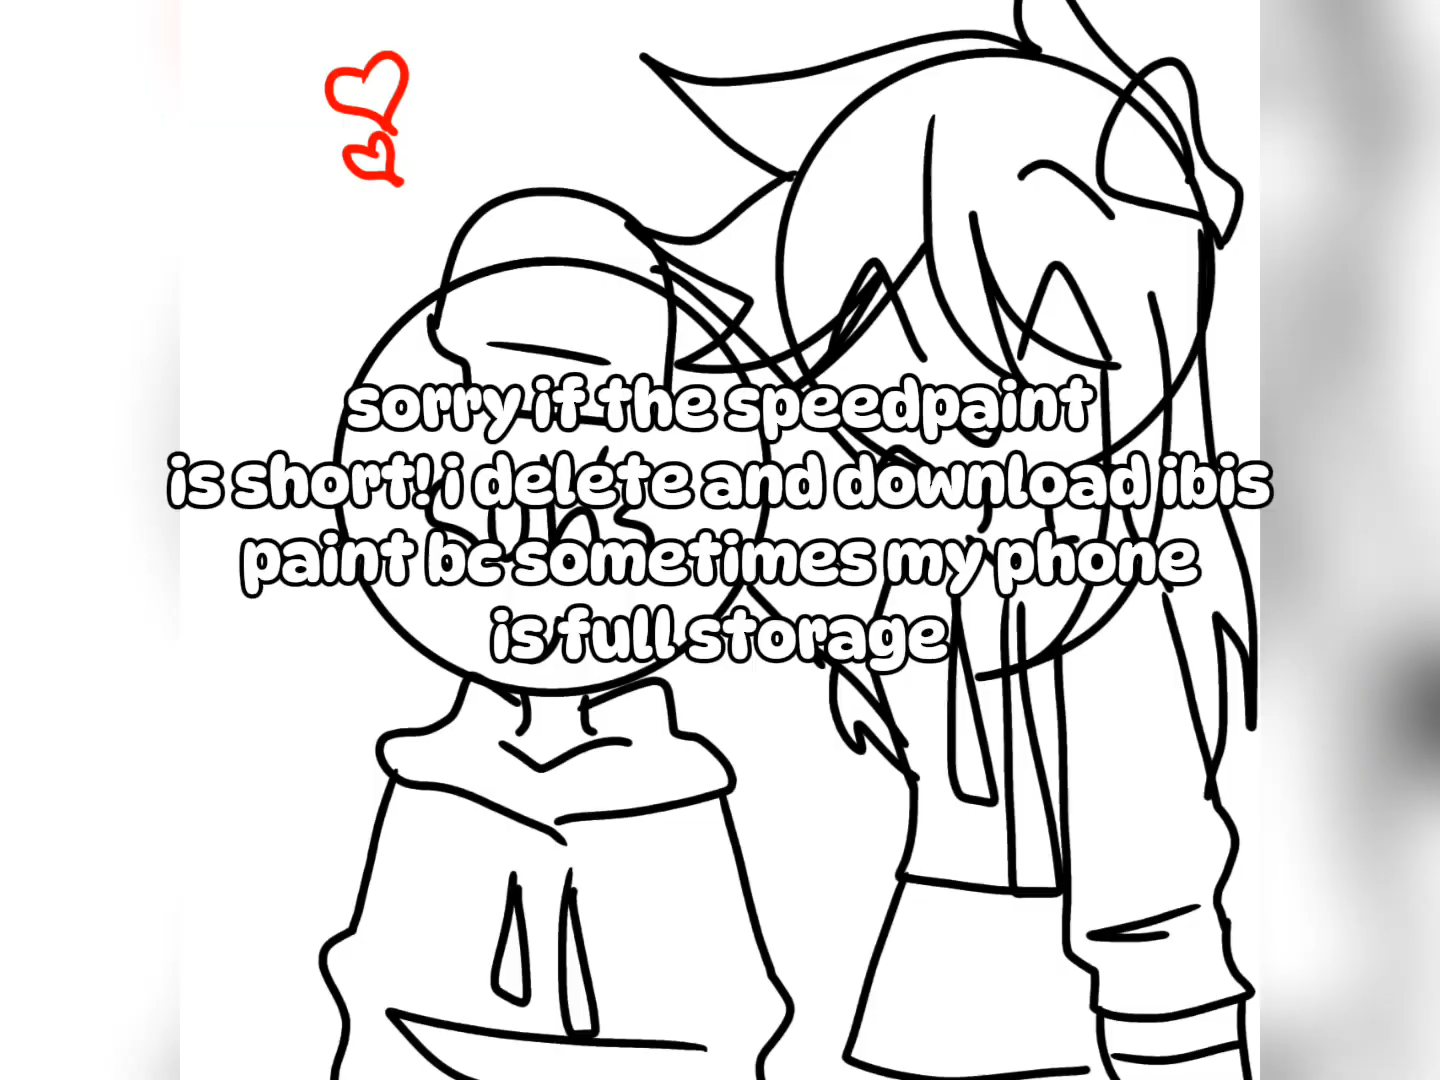 sorry if the speedpaint
is short! i delete and download ibis
paint bc sometimes my phone
is full storage